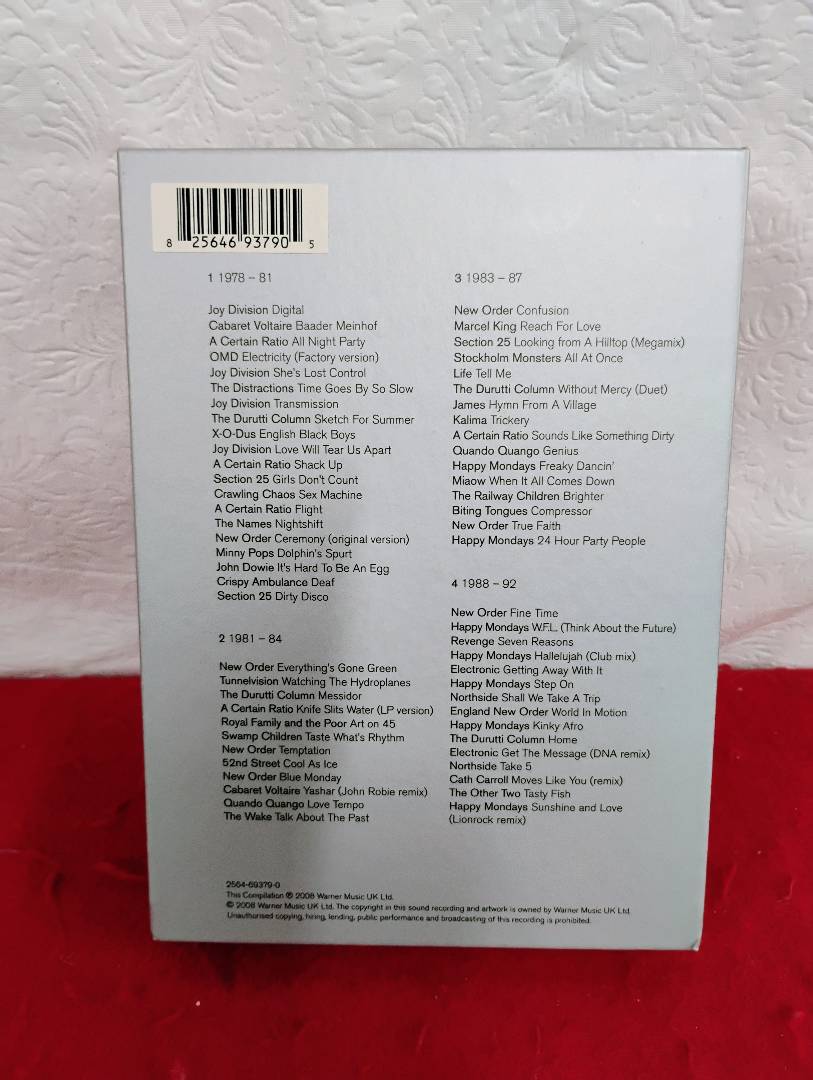 8 25646 93790 5
1 1978 – 81
Joy Division Digital
Cabaret Voltaire Baader Meinhof
A Certain Ratio All Night Party
OMD Electricity (Factory version)
Joy Division She's Lost Control
The Distractions Time Goes By So Slow
Joy Division Transmission
The Durutti Column Sketch For Summer
X-O-Dus English Black Boys
Joy Division Love Will Tear Us Apart
A Certain Ratio Shack Up
Section 25 Girls Don't Count
Crawling Chaos Sex Machine
A Certain Ratio Flight
The Names Nightshift
New Order Ceremony (original version)
Minny Pops Dolphin's Spurt
John Dowie It's Hard To Be An Egg
Crispy Ambulance Deaf
Section 25 Dirty Disco
2 1981 – 84
New Order Everything's Gone Green
Tunnelvision Watching The Hydroplanes
The Durutti Column Messidor
A Certain Ratio Knife Slits Water (LP version)
Royal Family and the Poor Art on 45
Swamp Children Taste What's Rhythm
New Order Temptation
52nd Street Cool As Ice
New Order Blue Monday
Cabaret Voltaire Yashar (John Robie remix)
Quando Quango Love Tempo
The Wake Talk About The Past
3 1983 – 87
New Order Confusion
Marcel King Reach For Love
Section 25 Looking from A Hilltop (Megamix)
Stockholm Monsters All At Once
Life Tell Me
The Durutti Column Without Mercy (Duet)
James Hymn From A Village
Kalima Trickery
A Certain Ratio Sounds Like Something Dirty
Quando Quango Genius
Happy Mondays Freaky Dancin'
Miaow When It All Comes Down
The Railway Children Brighter
Biting Tongues Compressor
New Order True Faith
Happy Mondays 24 Hour Party People
4 1988 – 92
New Order Fine Time
Happy Mondays W.F.L. (Think About the Future)
Revenge Seven Reasons
Happy Mondays Hallelujah (Club mix)
Electronic Getting Away With It
Happy Mondays Step On
Northside Shall We Take A Trip
England New Order World In Motion
Happy Mondays Kinky Afro
The Durutti Column Home
Electronic Get The Message (DNA remix)
Northside Take 5
Cath Carroll Moves Like You (remix)
The Other Two Tasty Fish
Happy Mondays Sunshine and Love
(Lionrock remix)
2564-69379-0
This Compilation ℗ 2008 Warner Music UK Ltd.
© 2008 Warner Music UK Ltd. The copyright in this sound recording and artwork is owned by Warner Music UK Ltd.
Unauthorised copying, hiring, lending, public performance and broadcasting of this recording is prohibited.